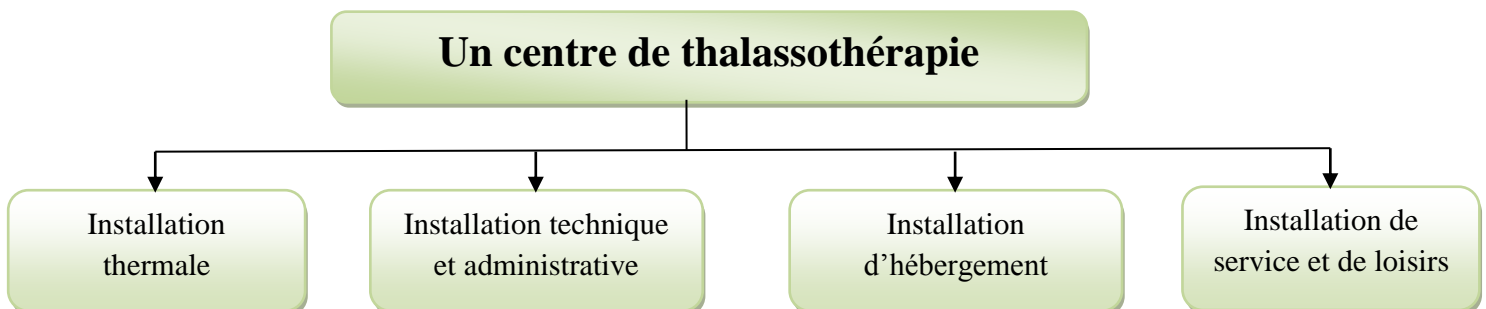 Un centre de thalassothérapie
Installation
thermale
Installation technique
et administrative
Installation
d’hébergement
Installation de
service et de loisirs